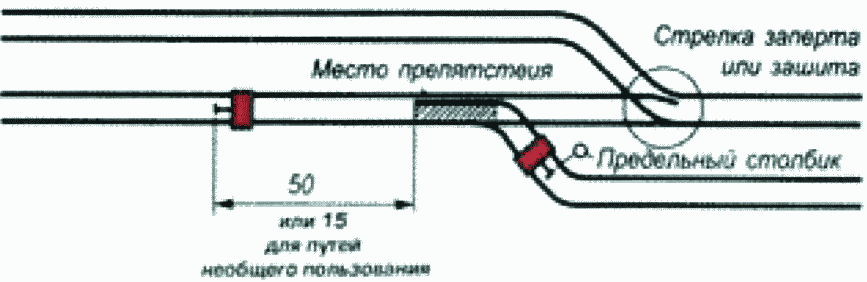 Стрелка заперта
или зашита
Место препятствия
Предельный столбик
50
или 15
для путей
необщего пользования